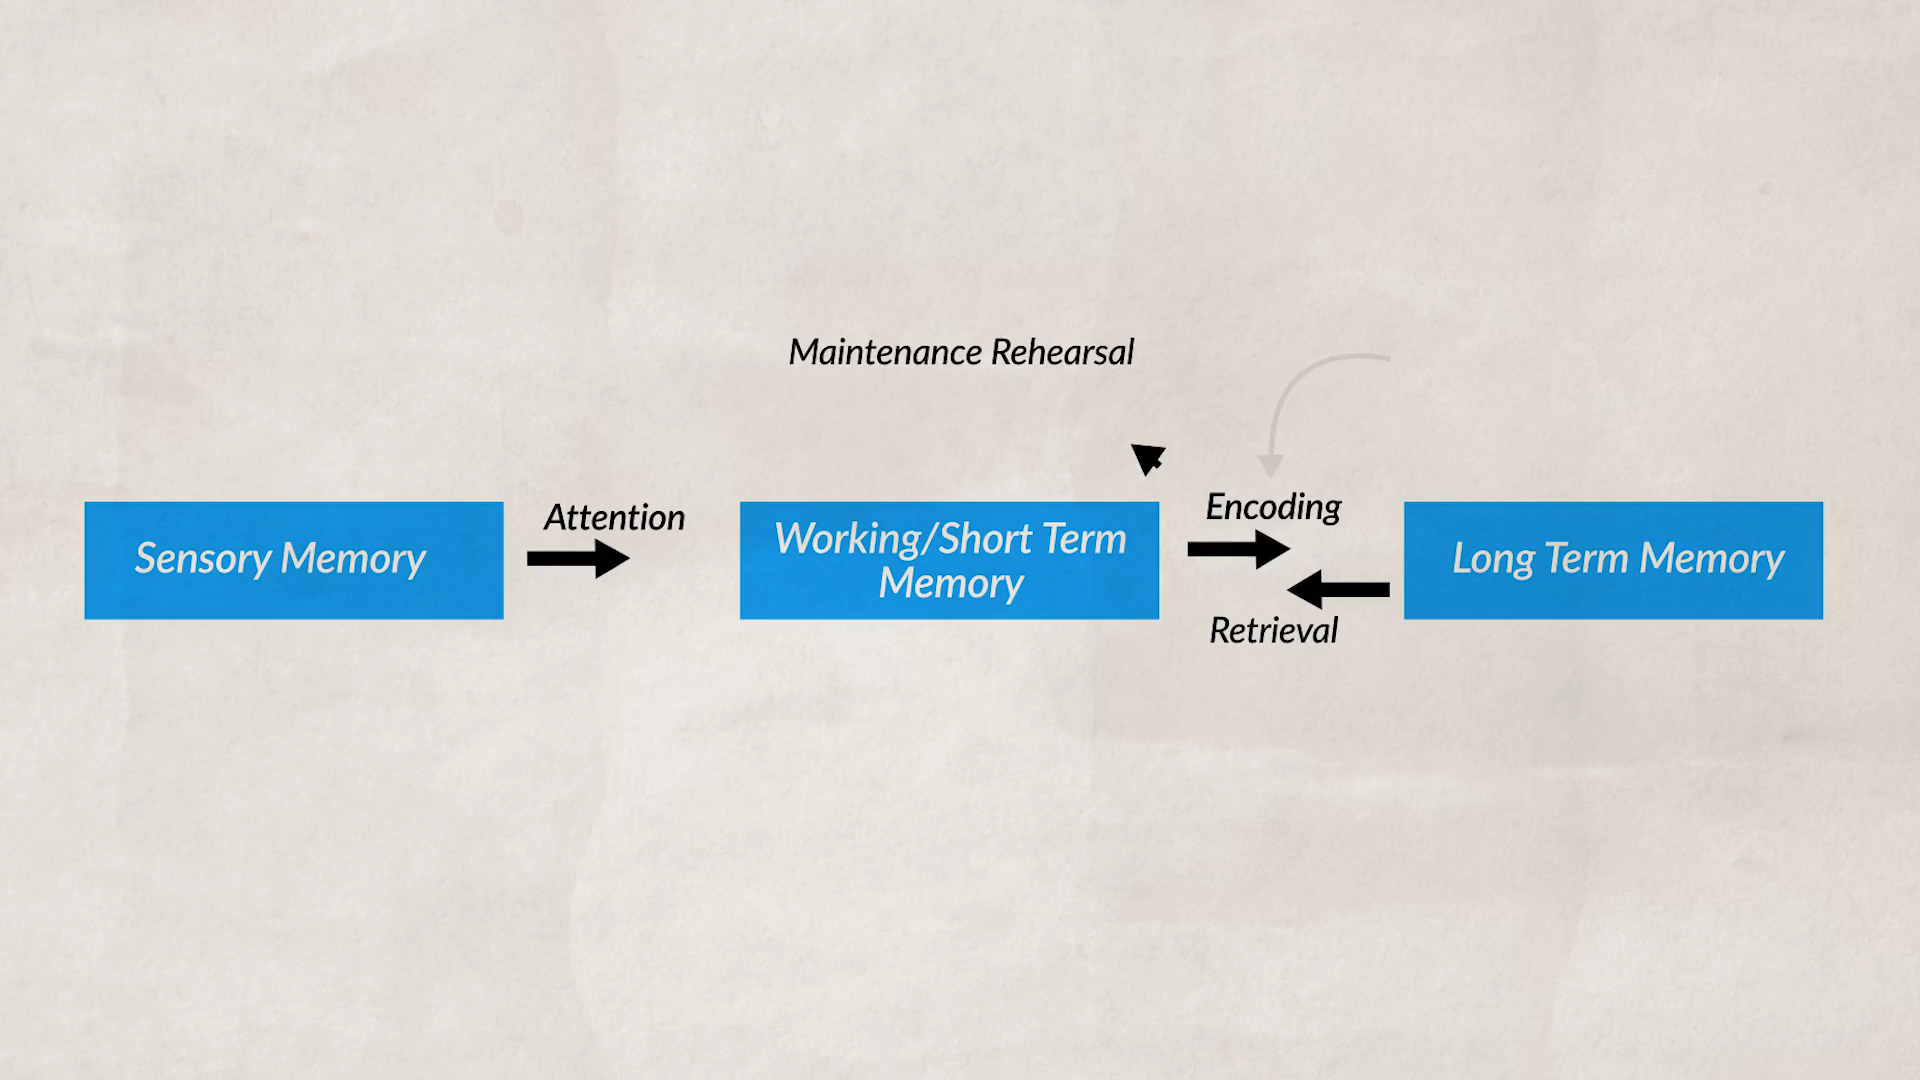 Maintenance Rehearsal
Sensory Memory
Attention
Working/Short Term
Memory
Encoding
Retrieval
Long Term Memory